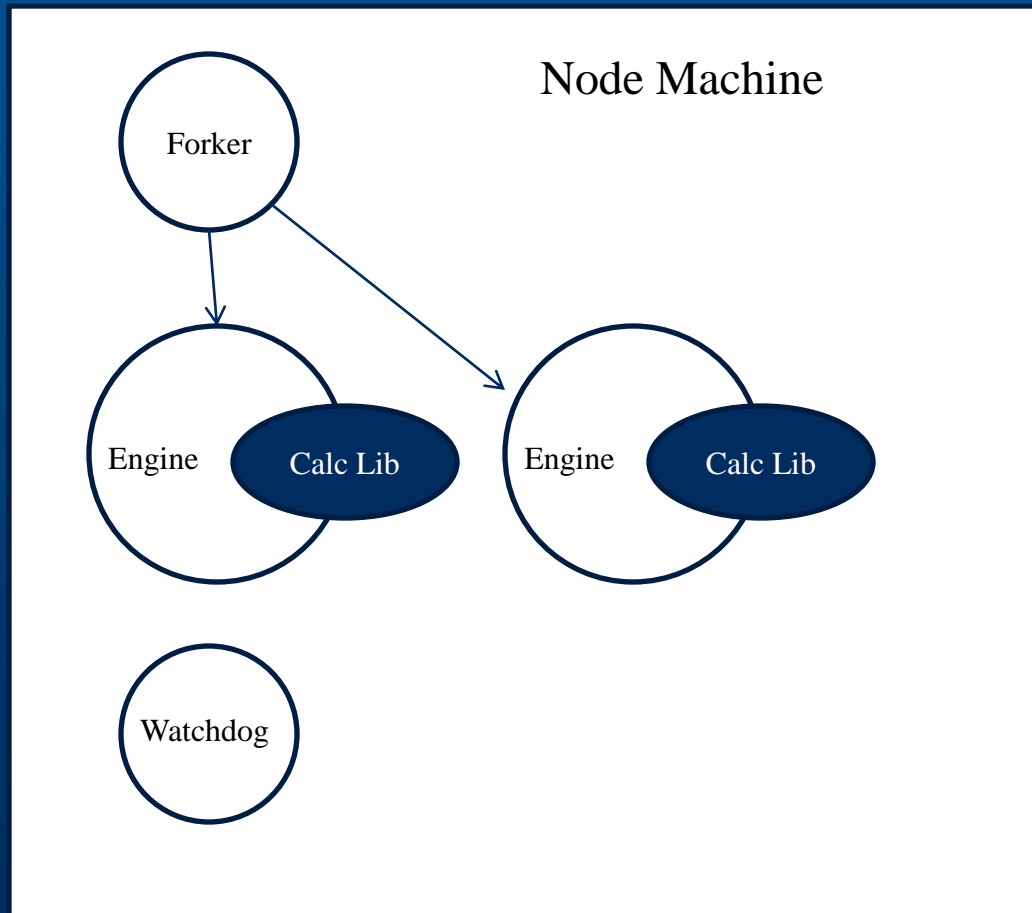 Node Machine
Forker
Engine
Calc Lib
Engine
Calc Lib
Watchdog